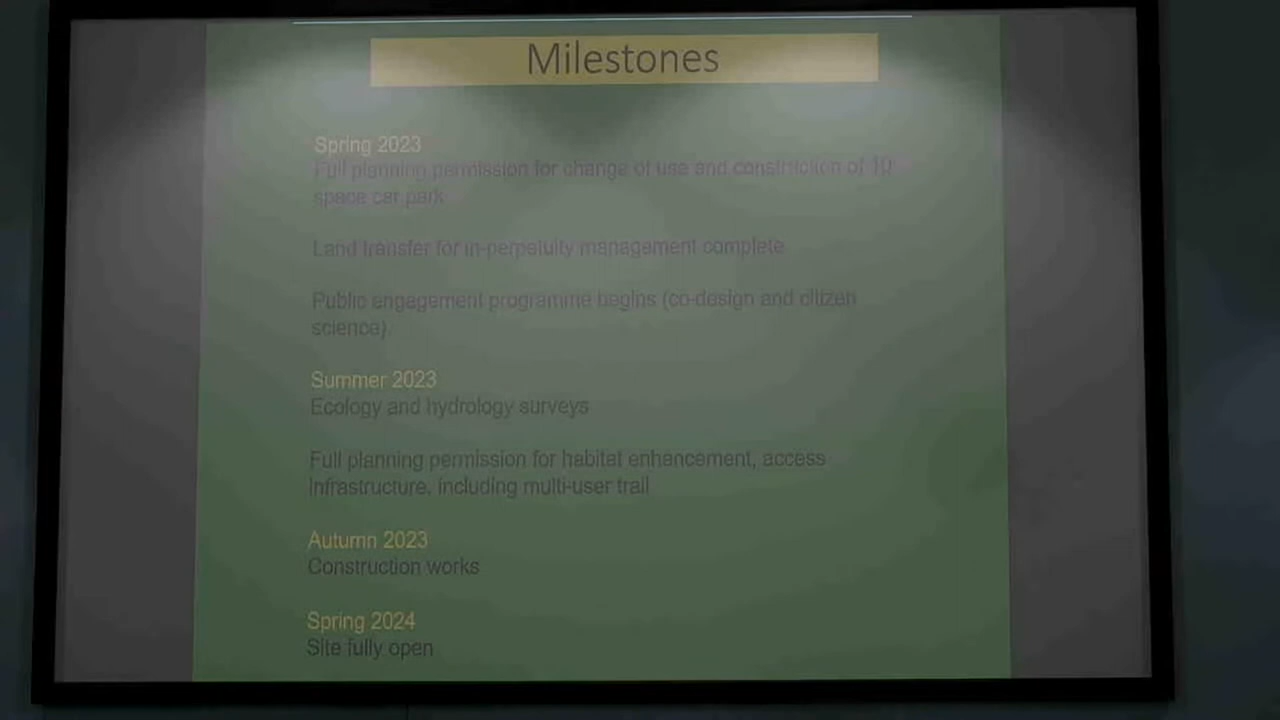 Milestones
Spring 2023
Full planning permission for change of use and construction of 10
space car park
Land transfer for in-perpetuity management complete
Public engagement programme begins (co-design and citizen
science)
Summer 2023
Ecology and hydrology surveys
Full planning permission for habitat enhancement, access
infrastructure, including multi-user trail
Autumn 2023
Construction works
Spring 2024
Site fully open